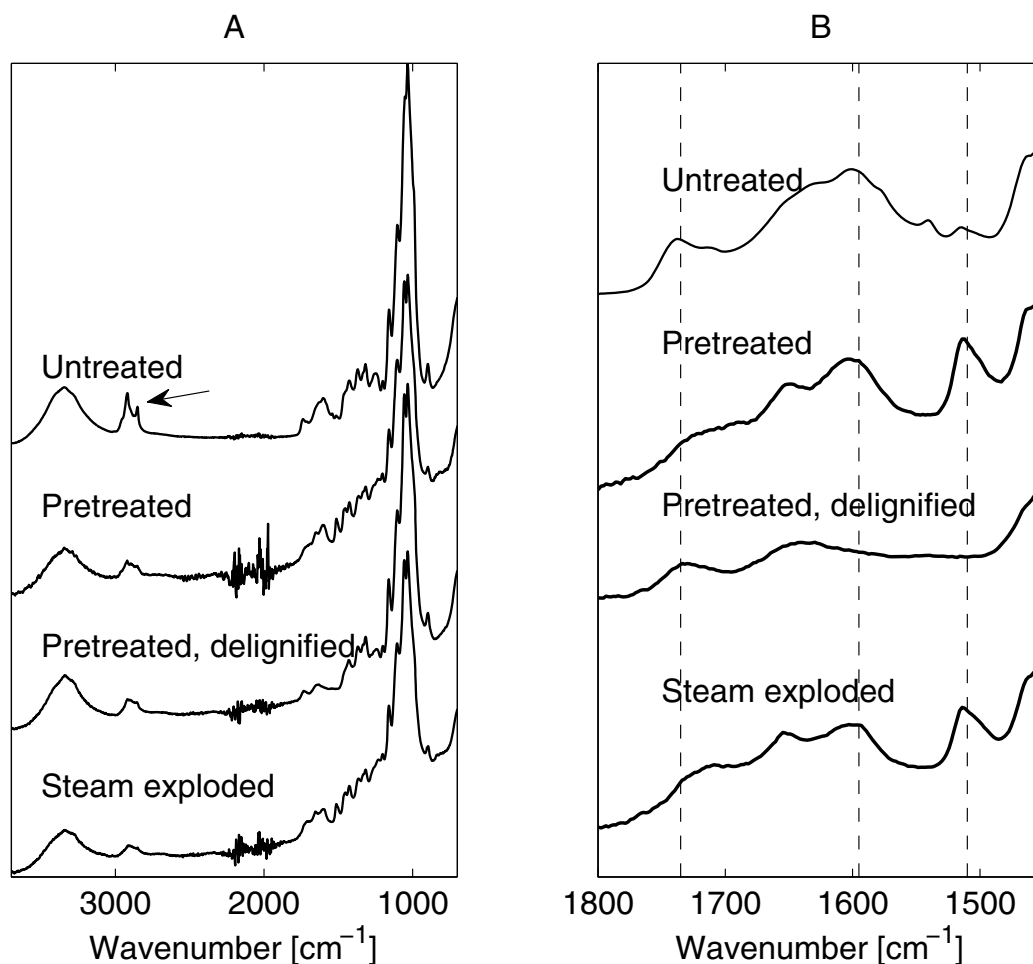 A
Untreated
Pretreated
Pretreated, delignified
Steam exploded
3000 2000 1000
Wavenumber [cm⁻¹]
B
Untreated
Pretreated
Pretreated, delignified
Steam exploded
1800 1700 1600 1500
Wavenumber [cm⁻¹]